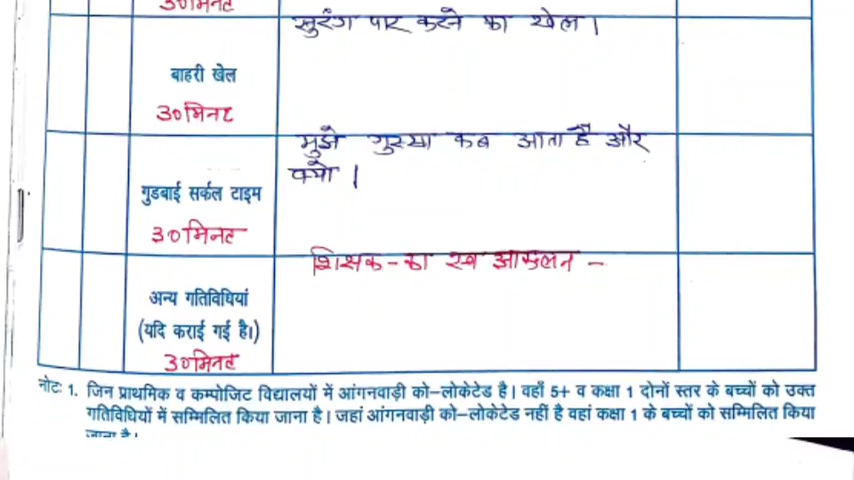 30मिनट
सुरंग पार करने का खेल।
बाहरी खेल
30मिनट
मुझे गुस्सा कब आता है और
क्यो।
गुडबाई सर्कल टाइम
30मिनट
शिक्षक-का स्व आकलन -
अन्य गतिविधियां
(यदि कराई गई है।)
30मिनट
नोटः 1. जिन प्राथमिक व कम्पोजिट विद्यालयों में आंगनवाड़ी को-लोकेटेड है। वहाँ 5+ व कक्षा 1 दोनों स्तर के बच्चों को उक्त
गतिविधियों में सम्मिलित किया जाना है। जहां आंगनवाड़ी को-लोकेटेड नहीं है वहां कक्षा 1 के बच्चों को सम्मिलित किया
जाना है।